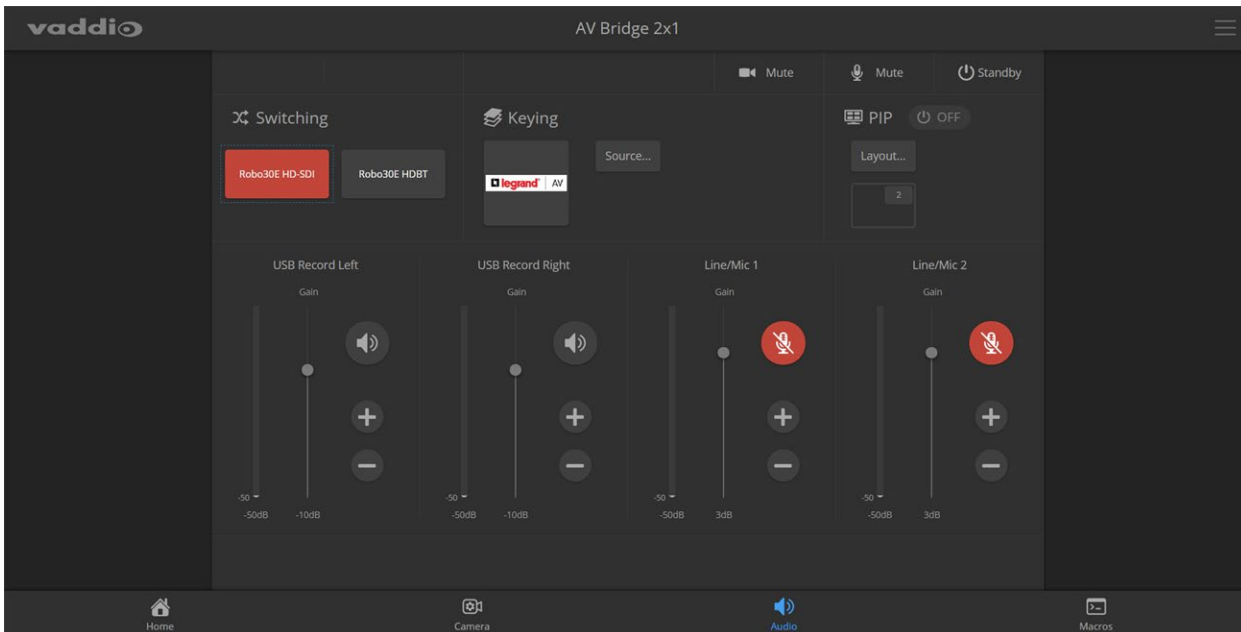 vaddio
AV Bridge 2x1
Mute
Mute
Standby
Switching
Keying
PIP
OFF
Robo30E HD-SDI
Robo30E HDBT
legrand AV
Source...
Layout...
2
USB Record Left
USB Record Right
Line/Mic 1
Line/Mic 2
Gain
Gain
Gain
Gain
-50
-50
-50
-50
-50dB -10dB
-50dB -10dB
-50dB 3dB
-50dB 3dB
Home
Camera
Audio
Macros